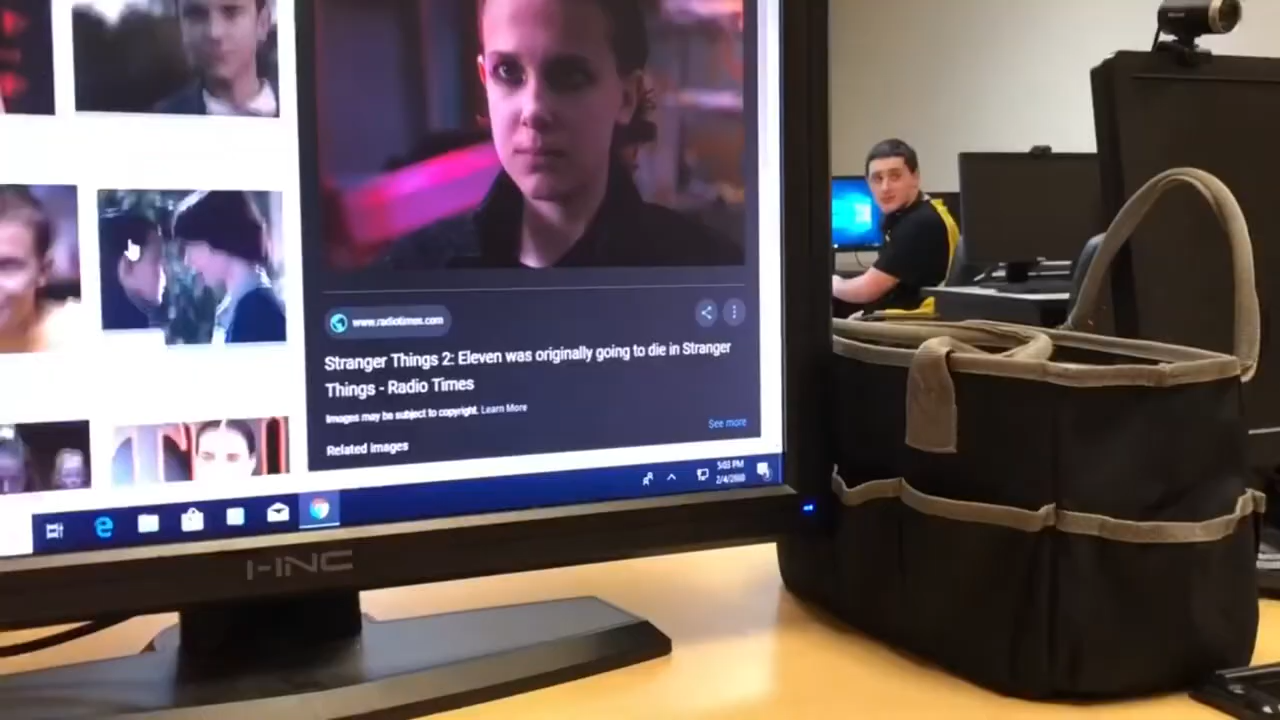 www.radiotimes.com
Stranger Things 2: Eleven was originally going to die in Stranger
Things - Radio Times
Images may be subject to copyright. Learn More
See more
Related images
5:03 PM
HNC